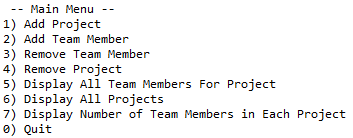 -- Main Menu --
1) Add Project
2) Add Team Member
3) Remove Team Member
4) Remove Project
5) Display All Team Members For Project
6) Display All Projects
7) Display Number of Team Members in Each Project
0) Quit